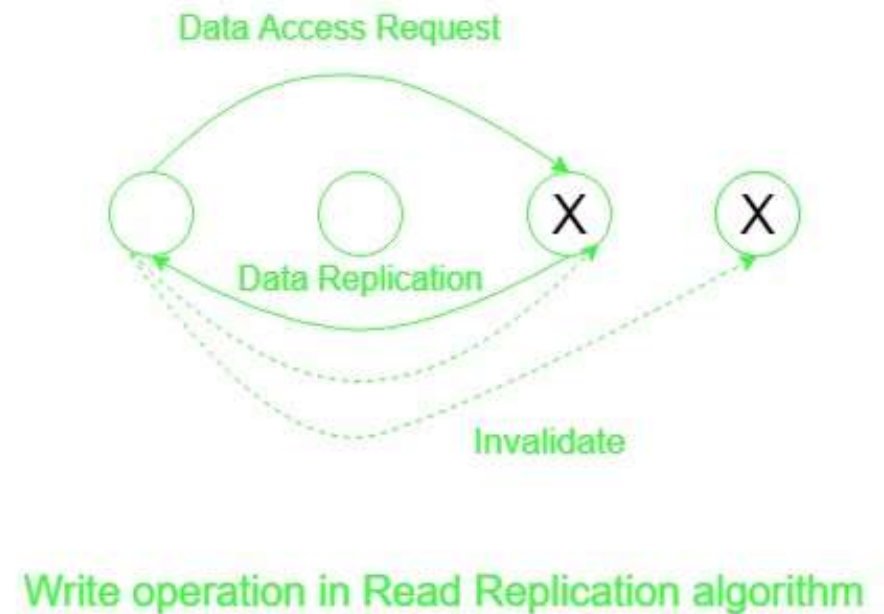 Data Access Request
X
X
Data Replication
Invalidate
Write operation in Read Replication algorithm